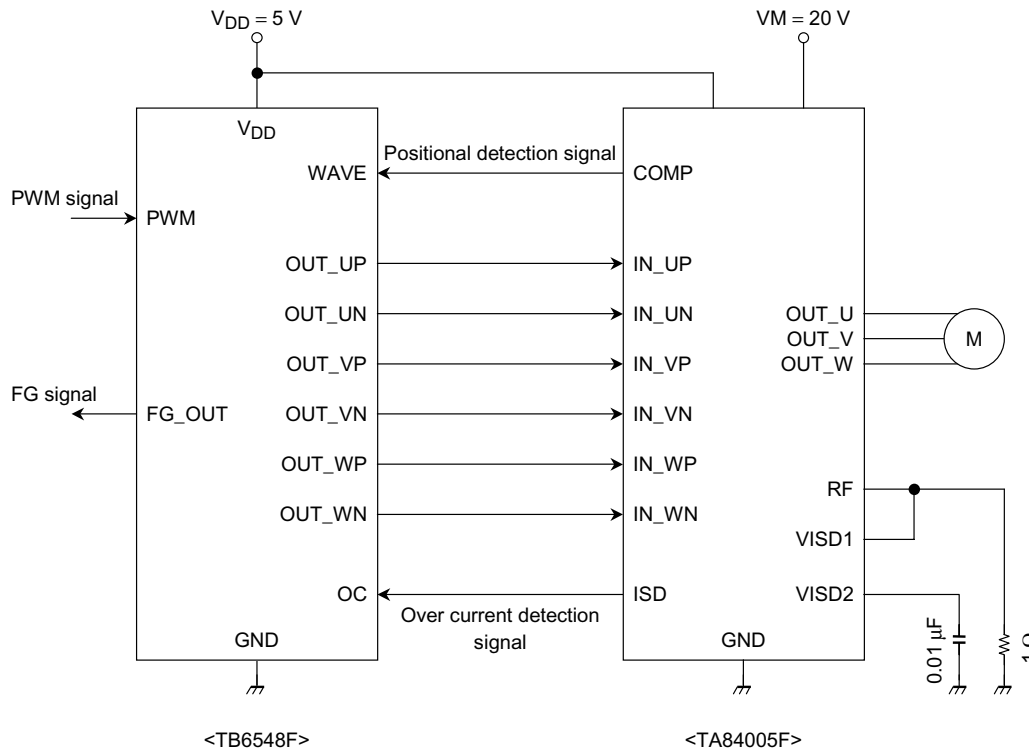 V_DD = 5 V
VM = 20 V
V_DD
WAVE
Positional detection signal
COMP
PWM signal
PWM
OUT_UP
IN_UP
OUT_UN
IN_UN
OUT_U
OUT_V
M
OUT_VP
IN_VP
OUT_W
FG signal
FG_OUT
OUT_VN
IN_VN
OUT_WP
IN_WP
RF
OUT_WN
IN_WN
VISD1
OC
ISD
VISD2
Over current detection
signal
GND
GND
0.01 µF
<TB6548F>
<TA84005F>